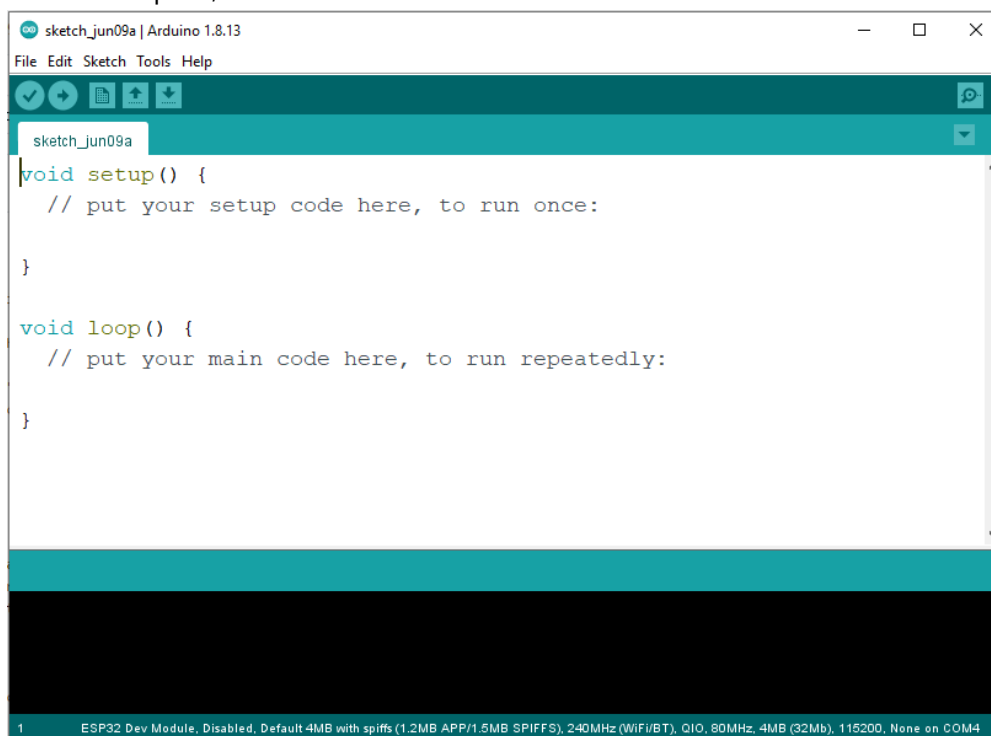 sketch_jun09a | Arduino 1.8.13
File Edit Sketch Tools Help
sketch_jun09a
void setup() {
// put your setup code here, to run once:
}
void loop() {
// put your main code here, to run repeatedly:
}
1 ESP32 Dev Module, Disabled, Default 4MB with spiffs (1.2MB APP/1.5MB SPIFFS), 240MHz (WiFi/BT), QIO, 80MHz, 4MB (32Mb), 115200, None on COM4